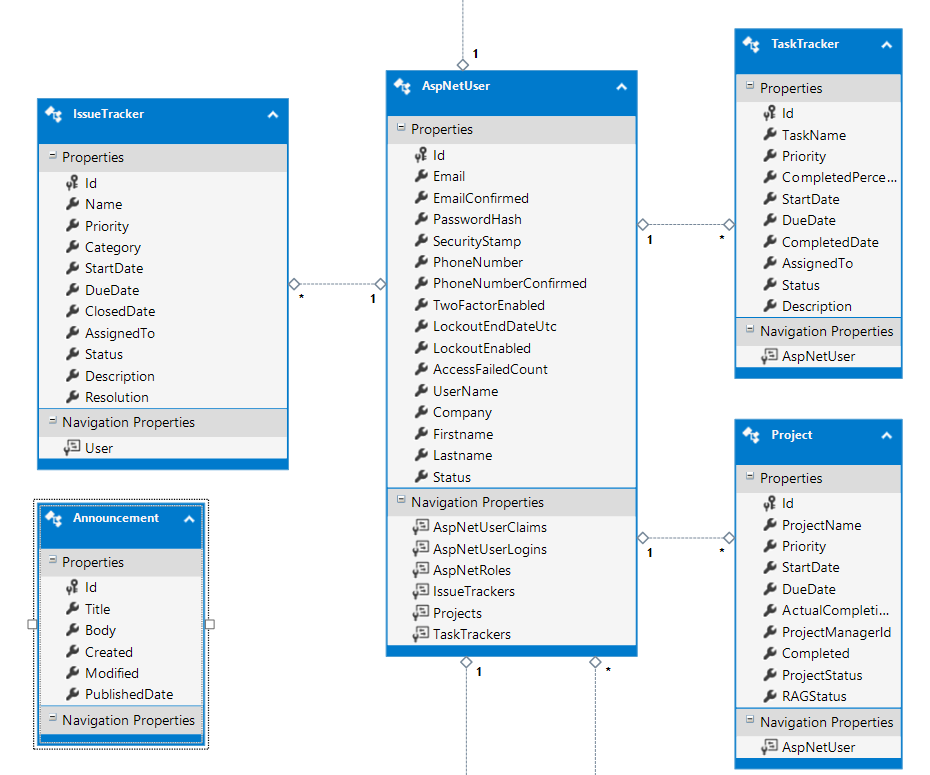 1
AspNetUser
Properties
Id
Email
EmailConfirmed
PasswordHash
SecurityStamp
PhoneNumber
PhoneNumberConfirmed
TwoFactorEnabled
LockoutEndDateUtc
LockoutEnabled
AccessFailedCount
UserName
Company
Firstname
Lastname
Status
Navigation Properties
AspNetUserClaims
AspNetUserLogins
AspNetRoles
IssueTrackers
Projects
TaskTrackers
1
*
IssueTracker
Properties
Id
Name
Priority
Category
StartDate
DueDate
ClosedDate
AssignedTo
Status
Description
Resolution
Navigation Properties
User
* 1
Announcement
Properties
Id
Title
Body
Created
Modified
PublishedDate
Navigation Properties
TaskTracker
Properties
Id
TaskName
Priority
CompletedPerce...
StartDate
DueDate
CompletedDate
AssignedTo
Status
Description
Navigation Properties
AspNetUser
1 *
Project
Properties
Id
ProjectName
Priority
StartDate
DueDate
ActualCompleti...
ProjectManagerId
Completed
ProjectStatus
RAGStatus
Navigation Properties
AspNetUser
1 *